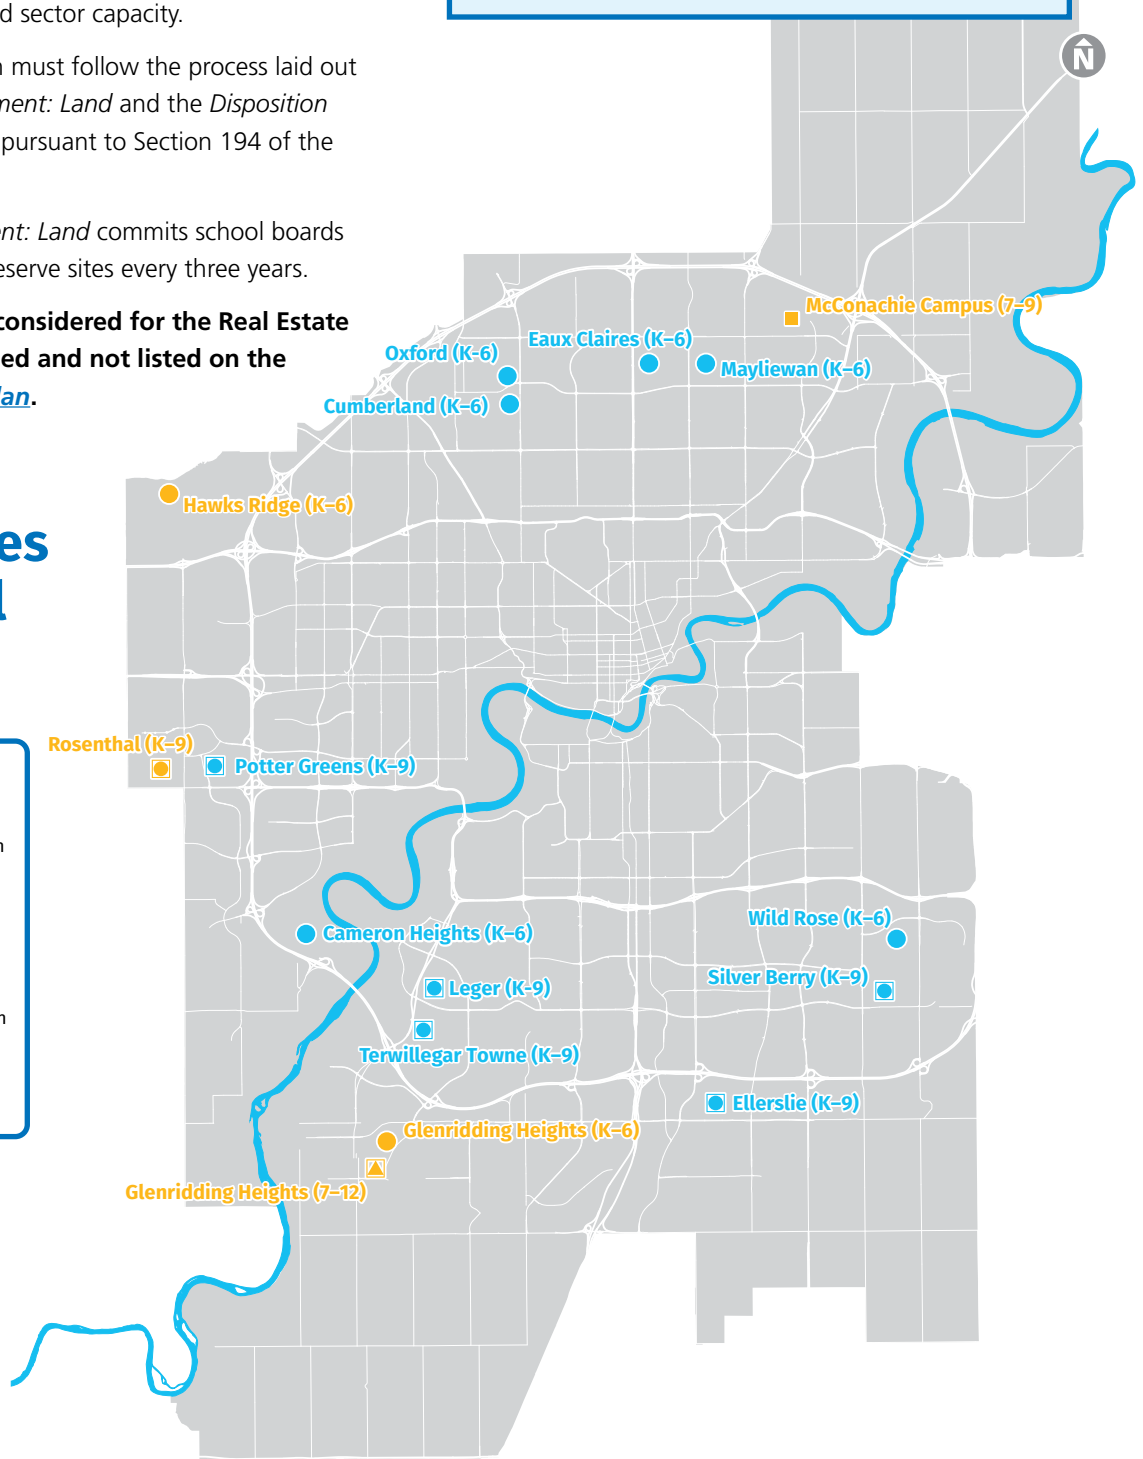 d sector capacity.
must follow the process laid out
ment: Land and the Disposition
pursuant to Section 194 of the
ent: Land commits school boards
eserve sites every three years.
considered for the Real Estate
ed and not listed on the
lan.
es
N
McConachie Campus (7–9)
Eaux Claires (K–6)
Oxford (K-6)
Mayliewan (K–6)
Cumberland (K–6)
Hawks Ridge (K–6)
Rosenthal (K–9)
Potter Greens (K–9)
Wild Rose (K–6)
Cameron Heights (K–6)
Silver Berry (K–9)
Leger (K-9)
Terwillegar Towne (K–9)
Ellerslie (K–9)
Glenridding Heights (K–6)
Glenridding Heights (7–12)